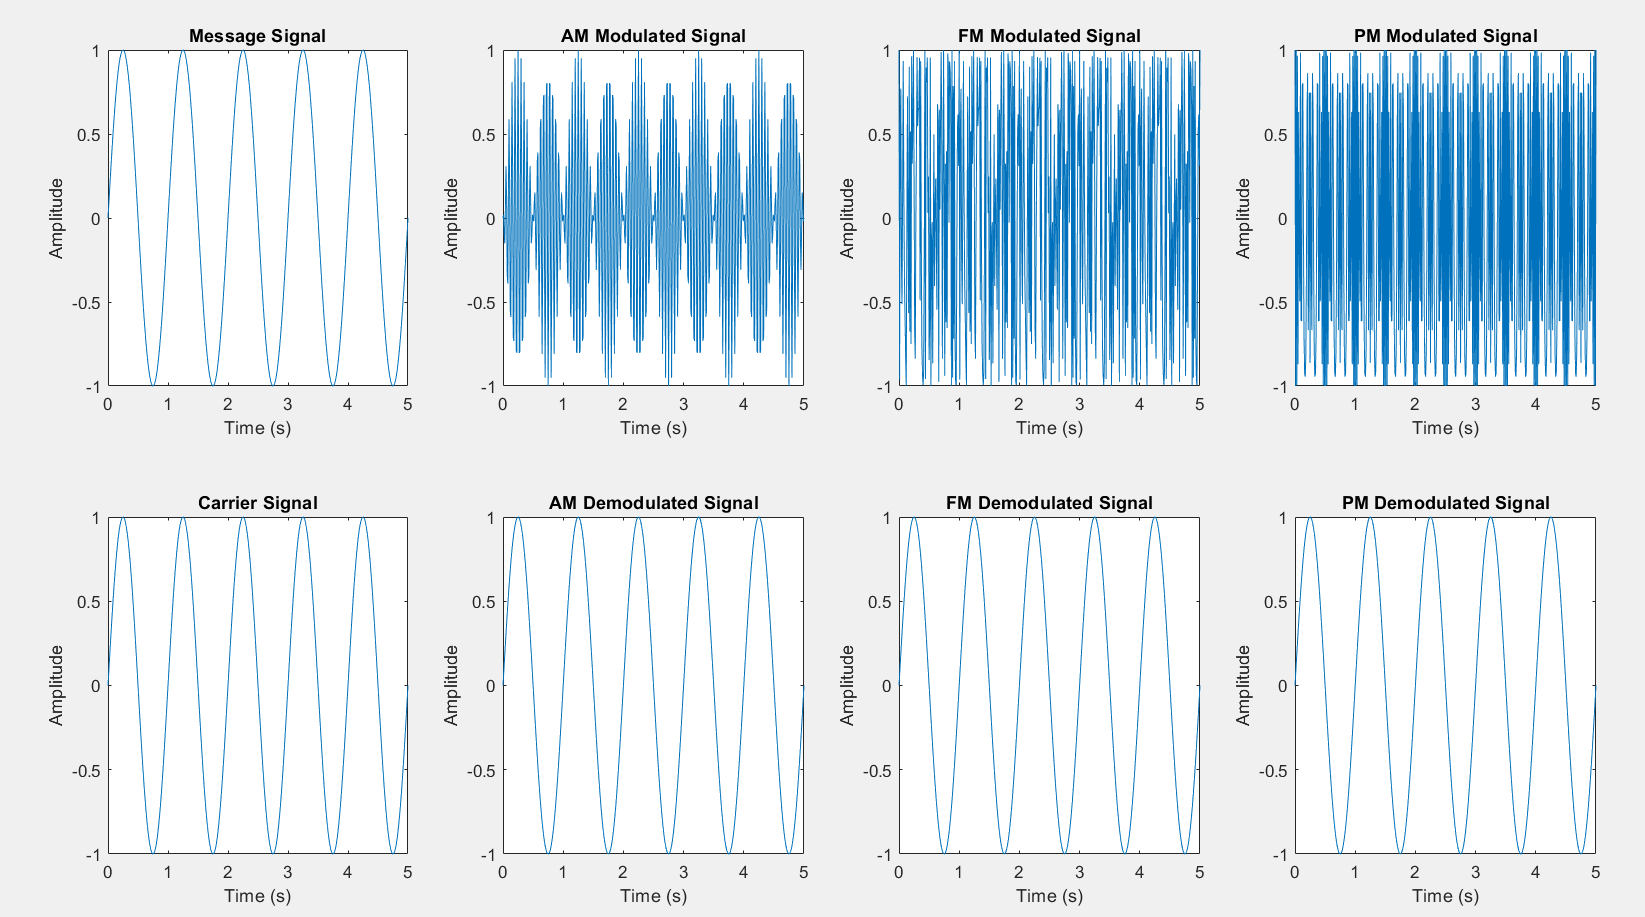 Message Signal
1
0.5
0
-0.5
-1
Amplitude
0 1 2 3 4 5
Time (s)
AM Modulated Signal
1
0.5
0
-0.5
-1
Amplitude
0 1 2 3 4 5
Time (s)
FM Modulated Signal
1
0.5
0
-0.5
-1
Amplitude
0 1 2 3 4 5
Time (s)
PM Modulated Signal
1
0.5
0
-0.5
-1
Amplitude
0 1 2 3 4 5
Time (s)
Carrier Signal
1
0.5
0
-0.5
-1
Amplitude
0 1 2 3 4 5
Time (s)
AM Demodulated Signal
1
0.5
0
-0.5
-1
Amplitude
0 1 2 3 4 5
Time (s)
FM Demodulated Signal
1
0.5
0
-0.5
-1
Amplitude
0 1 2 3 4 5
Time (s)
PM Demodulated Signal
1
0.5
0
-0.5
-1
Amplitude
0 1 2 3 4 5
Time (s)